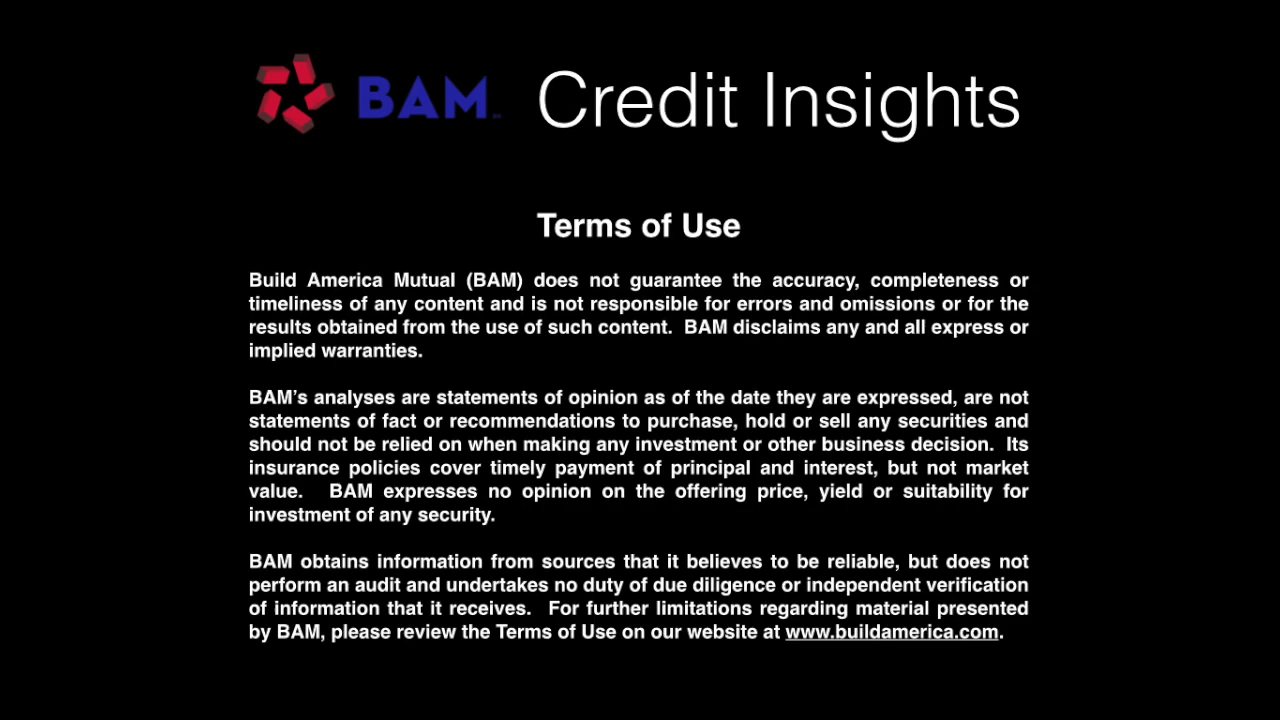 BAM Credit Insights
Terms of Use
Build America Mutual (BAM) does not guarantee the accuracy, completeness or
timeliness of any content and is not responsible for errors and omissions or for the
results obtained from the use of such content. BAM disclaims any and all express or
implied warranties.
BAM’s analyses are statements of opinion as of the date they are expressed, are not
statements of fact or recommendations to purchase, hold or sell any securities and
should not be relied on when making any investment or other business decision. Its
insurance policies cover timely payment of principal and interest, but not market
value. BAM expresses no opinion on the offering price, yield or suitability for
investment of any security.
BAM obtains information from sources that it believes to be reliable, but does not
perform an audit and undertakes no duty of due diligence or independent verification
of information that it receives. For further limitations regarding material presented
by BAM, please review the Terms of Use on our website at www.buildamerica.com.